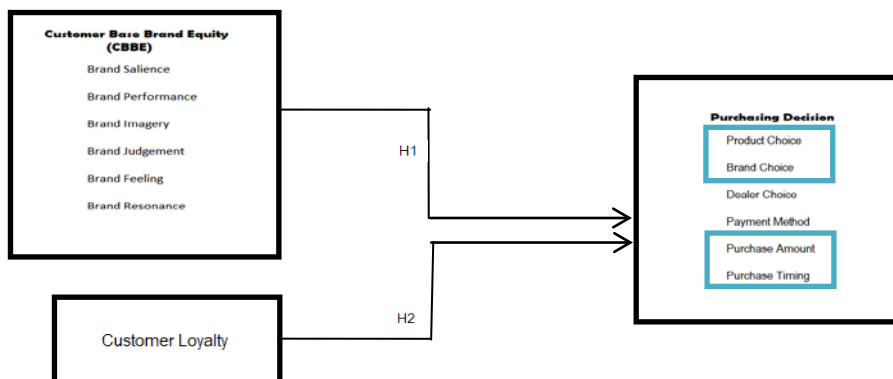 Customer Base Brand Equity
(CBBE)
Brand Salience
Brand Performance
Brand Imagery
Brand Judgement
Brand Feeling
Brand Resonance
H1
Purchasing Decision
Product Choice
Brand Choice
Dealer Choice
Payment Method
Purchase Amount
Purchase Timing
H2
Customer Loyalty